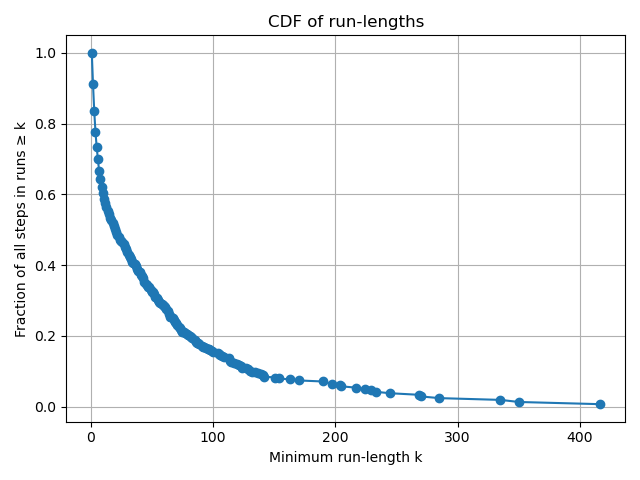 CDF of run-lengths
Fraction of all steps in runs ≥ k
1.0
0.8
0.6
0.4
0.2
0.0
0 100 200 300 400
Minimum run-length k